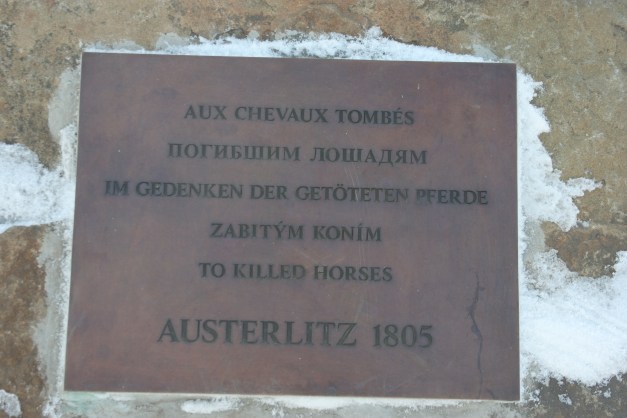 AUX CHEVAUX TOMBÉS
ПОГИБШИМ ЛОШАДЯМ
IM GEDENKEN DER GETÖTETEN PFERDE
ZABITÝM KONÍM
TO KILLED HORSES
AUSTERLITZ 1805